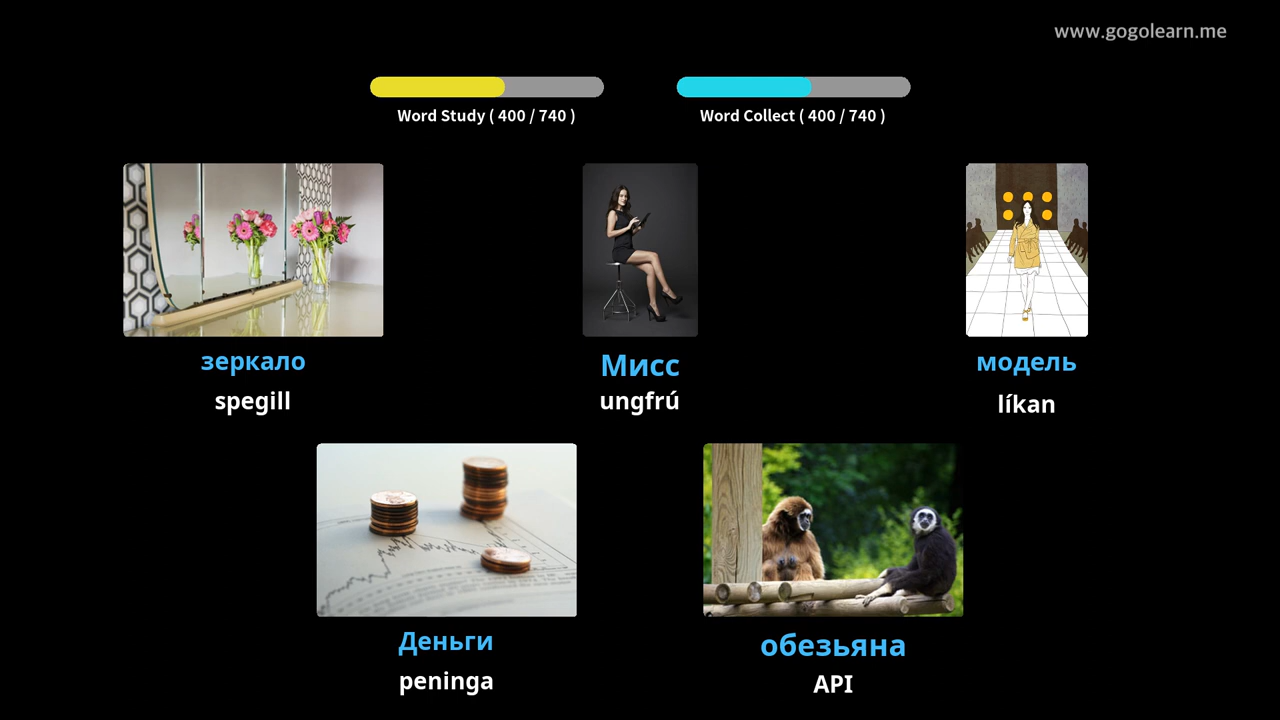 www.gogolearn.me
Word Study ( 400 / 740 )
Word Collect ( 400 / 740 )
зеркало
spegill
Мисс
ungfrú
модель
líkan
Деньги
peninga
обезьяна
API